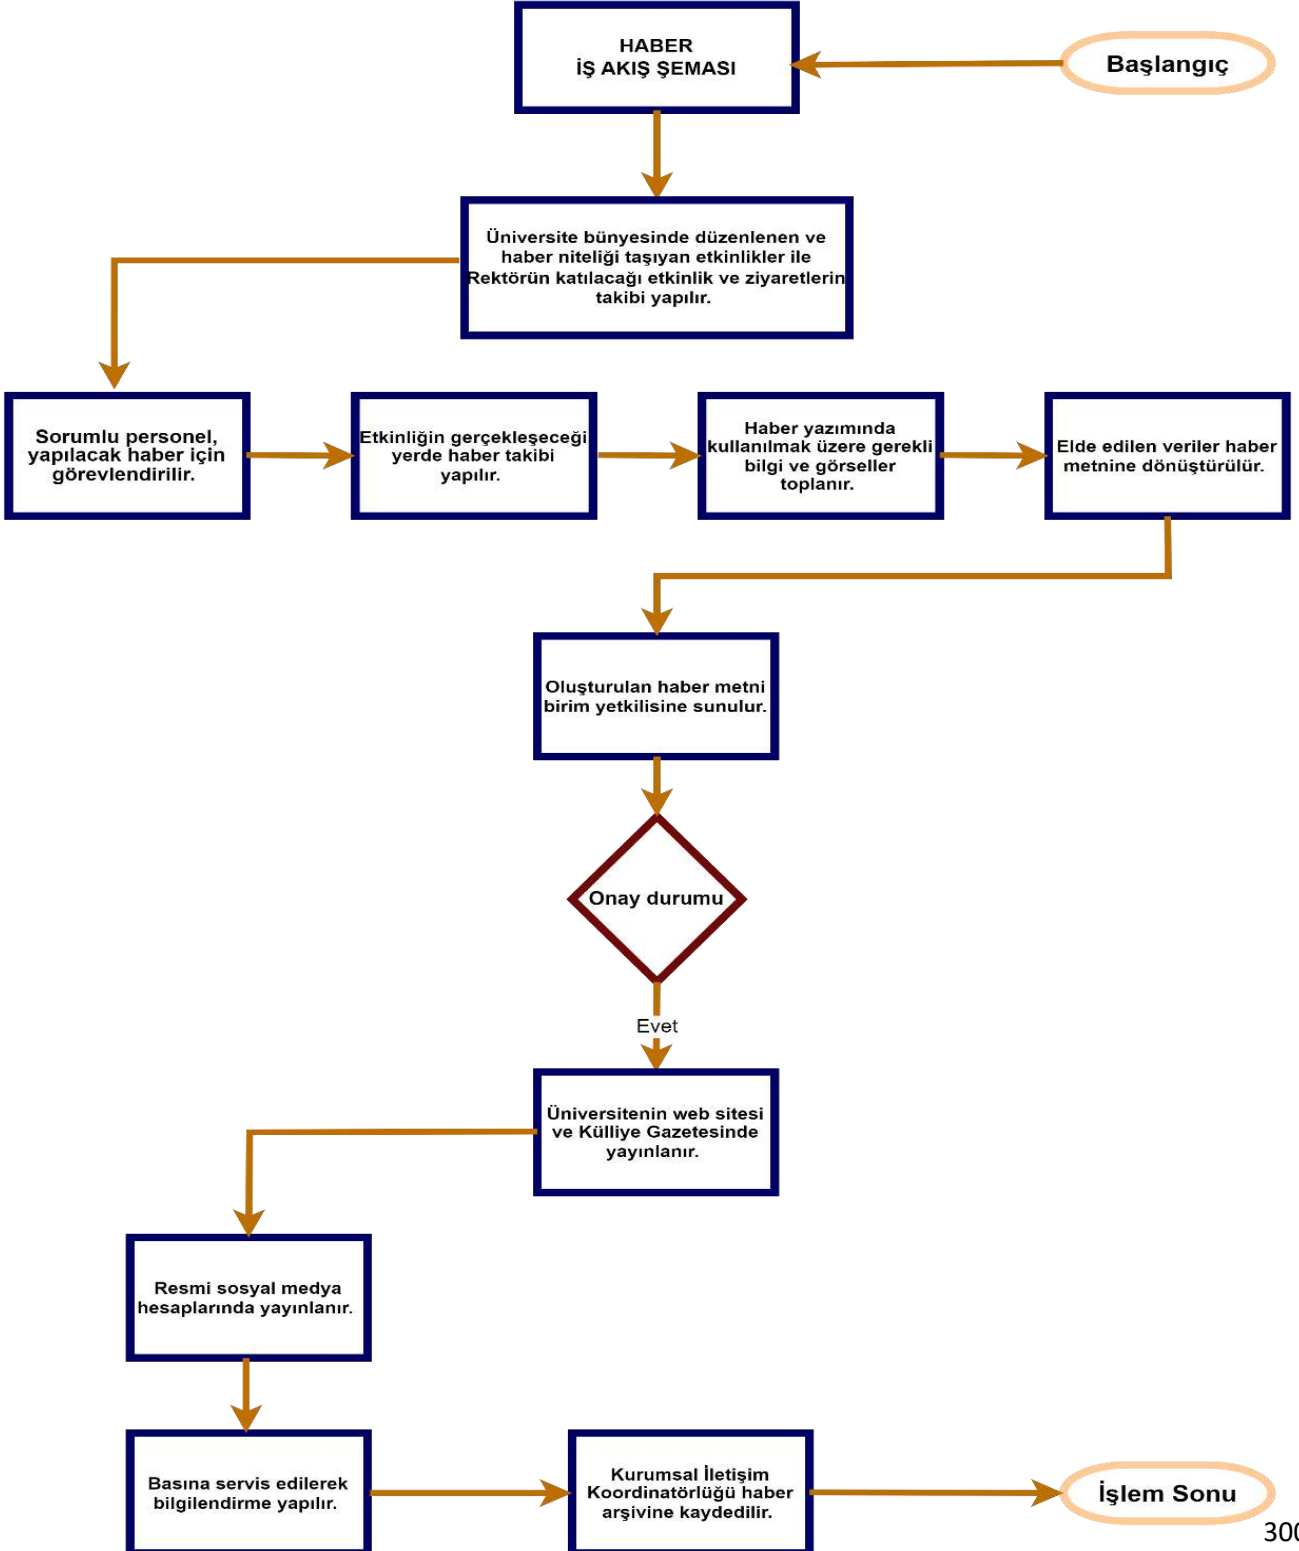 HABER
İŞ AKIŞ ŞEMASI
Başlangıç
Üniversite bünyesinde düzenlenen ve
haber niteliği taşıyan etkinlikler ile
Rektörün katılacağı etkinlik ve ziyaretlerin
takibi yapılır.
Sorumlu personel,
yapılacak haber için
görevlendirilir.
Etkinliğin gerçekleşeceği
yerde haber takibi
yapılır.
Haber yazımında
kullanılmak üzere gerekli
bilgi ve görseller
toplanır.
Elde edilen veriler haber
metnine dönüştürülür.
Oluşturulan haber metni
birim yetkilisine sunulur.
Onay durumu
Evet
Üniversitenin web sitesi
ve Külliye Gazetesinde
yayınlanır.
Resmi sosyal medya
hesaplarında yayınlanır.
Basına servis edilerek
bilgilendirme yapılır.
Kurumsal İletişim
Koordinatörlüğü haber
arşivine kaydedilir.
İşlem Sonu
300